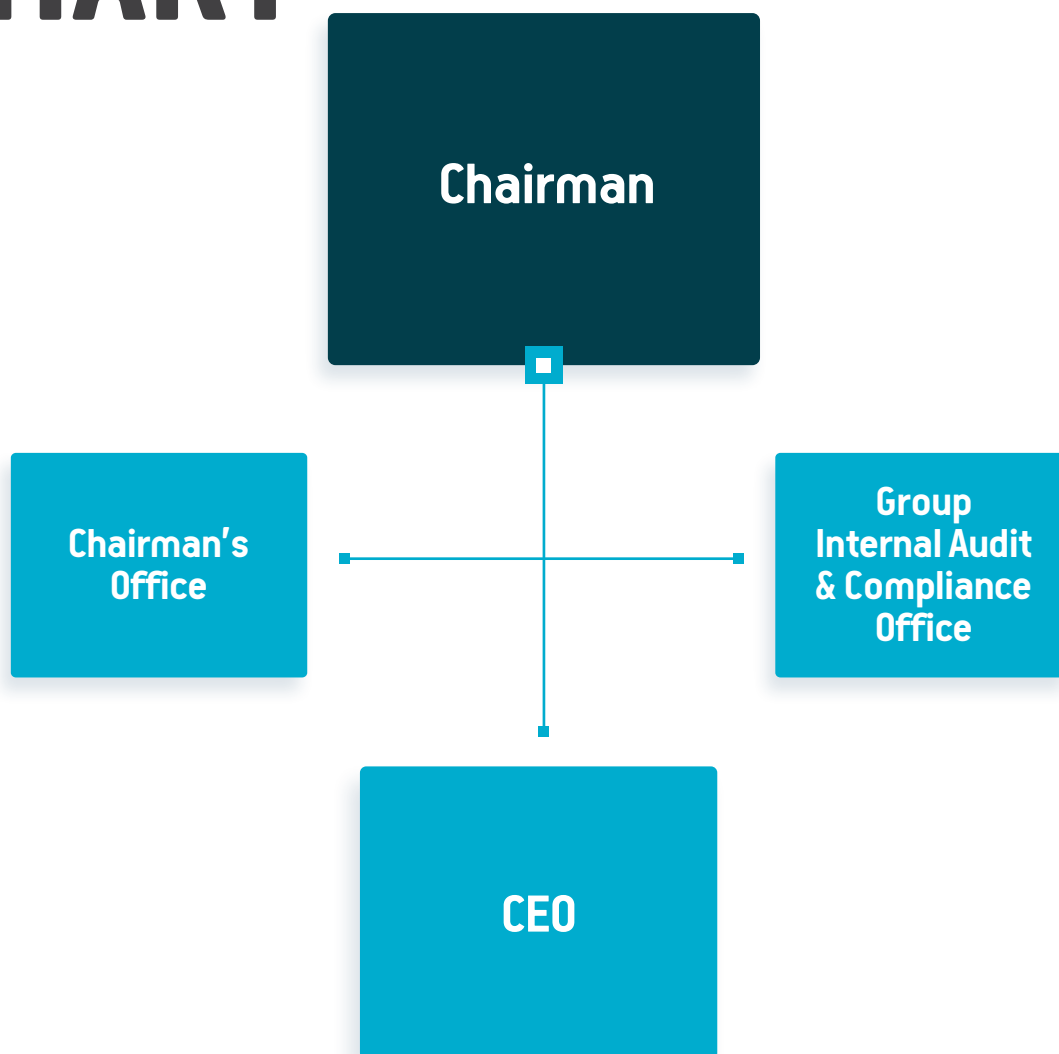 Chairman
Chairman's
Office
Group
Internal Audit
& Compliance
Office
CEO